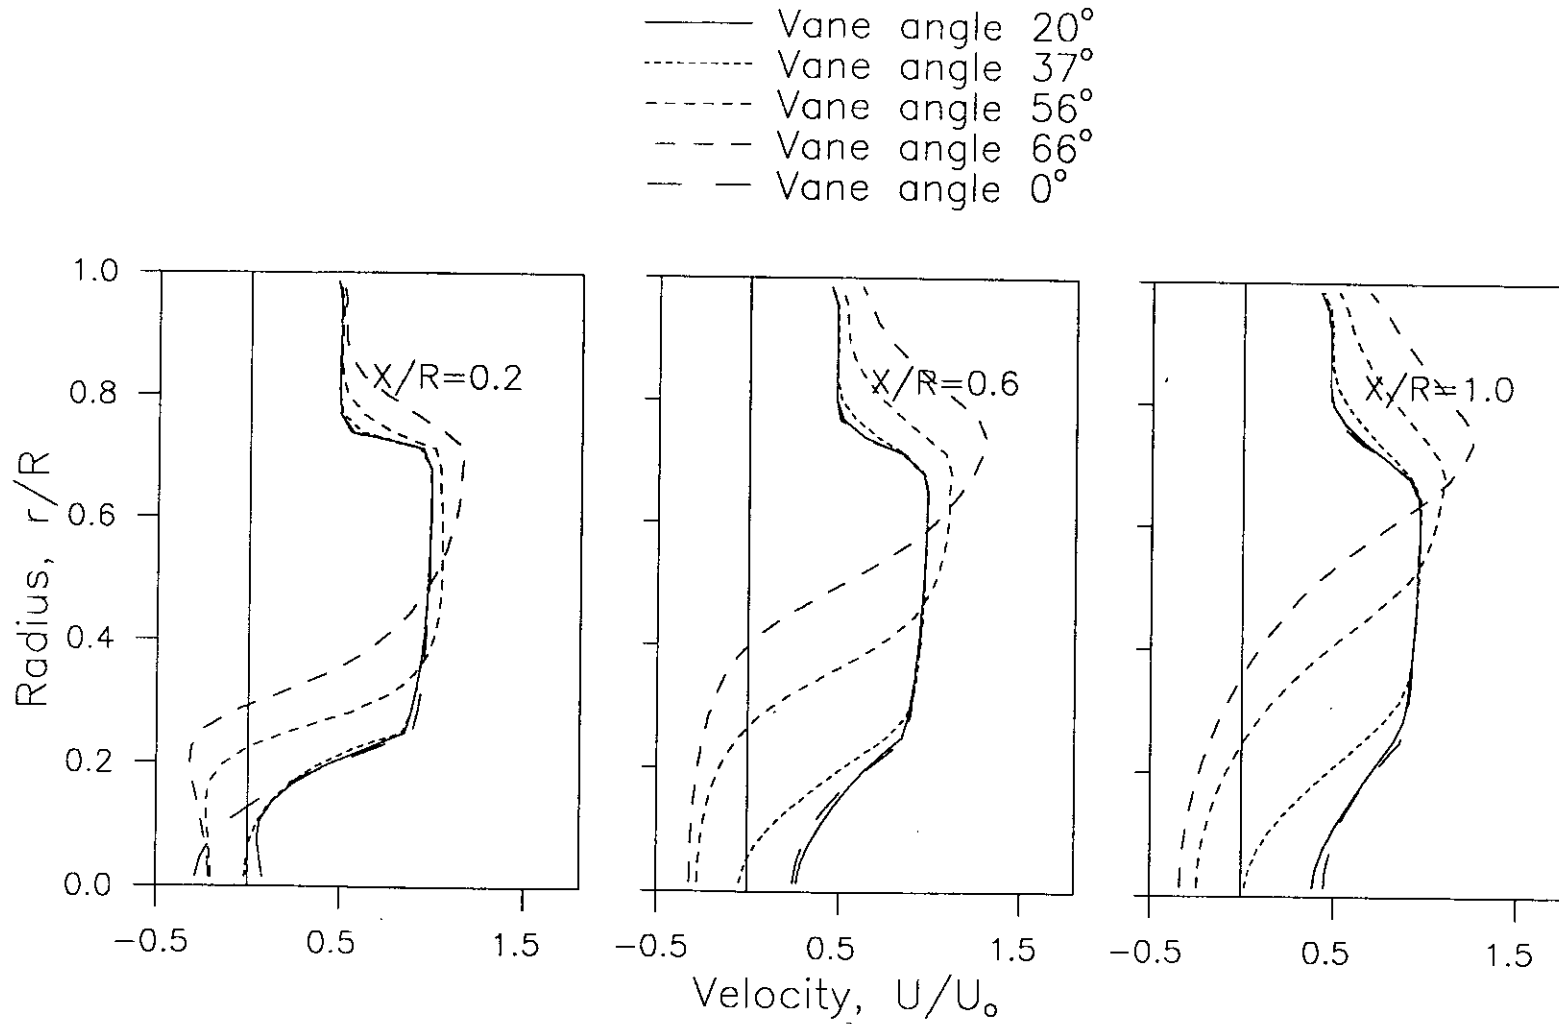 Vane angle 20°
Vane angle 37°
Vane angle 56°
Vane angle 66°
Vane angle 0°
1.0
0.8
0.6
0.4
0.2
0.0
Radius, r/R
X/R=0.2
X/R=0.6
X/R=1.0
-0.5 0.5 1.5
-0.5 0.5 1.5
-0.5 0.5 1.5
Velocity, U/U₀